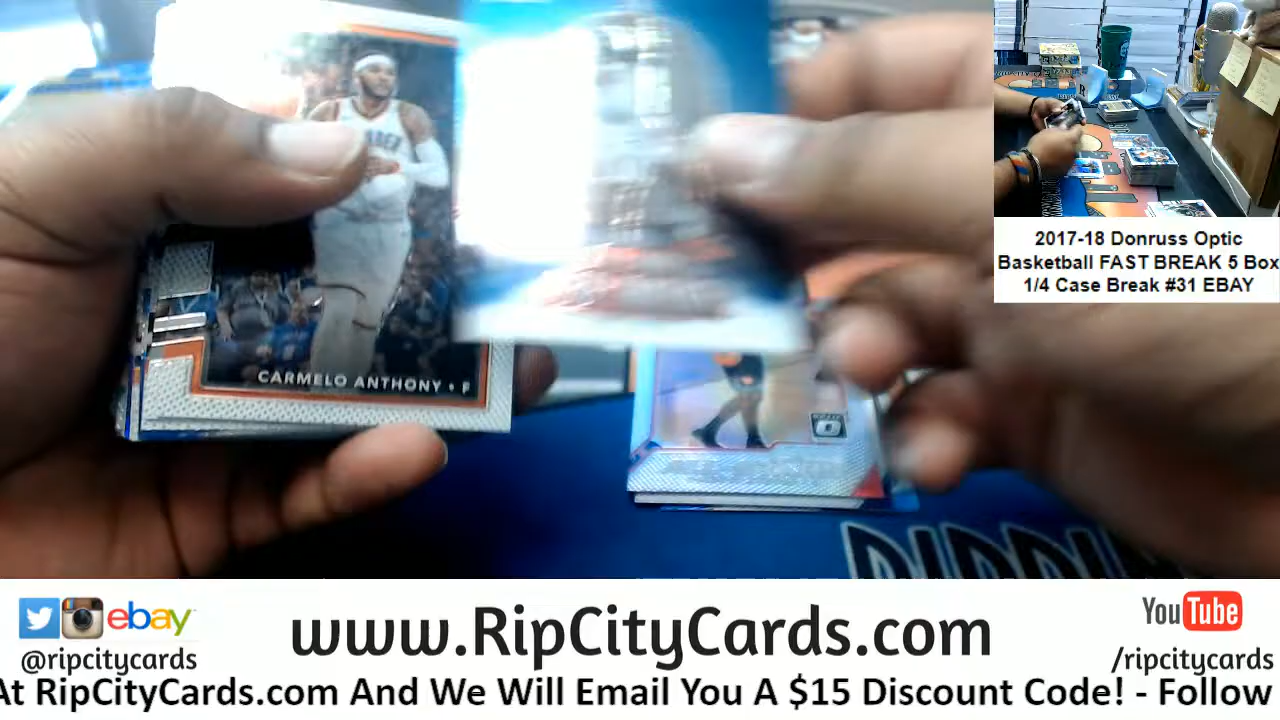 CARMELO ANTHONY • F
2017-18 Donruss Optic
Basketball FAST BREAK 5 Box
1/4 Case Break #31 EBAY
ebay
@ripcitycards
www.RipCityCards.com
YouTube
/ripcitycards
At RipCityCards.com And We Will Email You A $15 Discount Code! - Follow